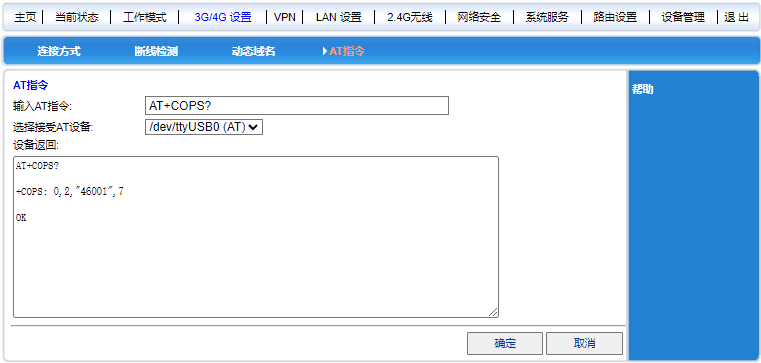 主页 当前状态 工作模式 3G/4G 设置 VPN LAN 设置 2.4G无线 网络安全 系统服务 路由设置 设备管理 退 出
连接方式 断线检测 动态域名 AT指令
AT指令
帮助
输入AT指令: AT+COPS?
选择接受AT设备: /dev/ttyUSB0 (AT)
设备返回:
AT+COPS?
+COPS: 0,2,"46001",7
OK
确定 取消